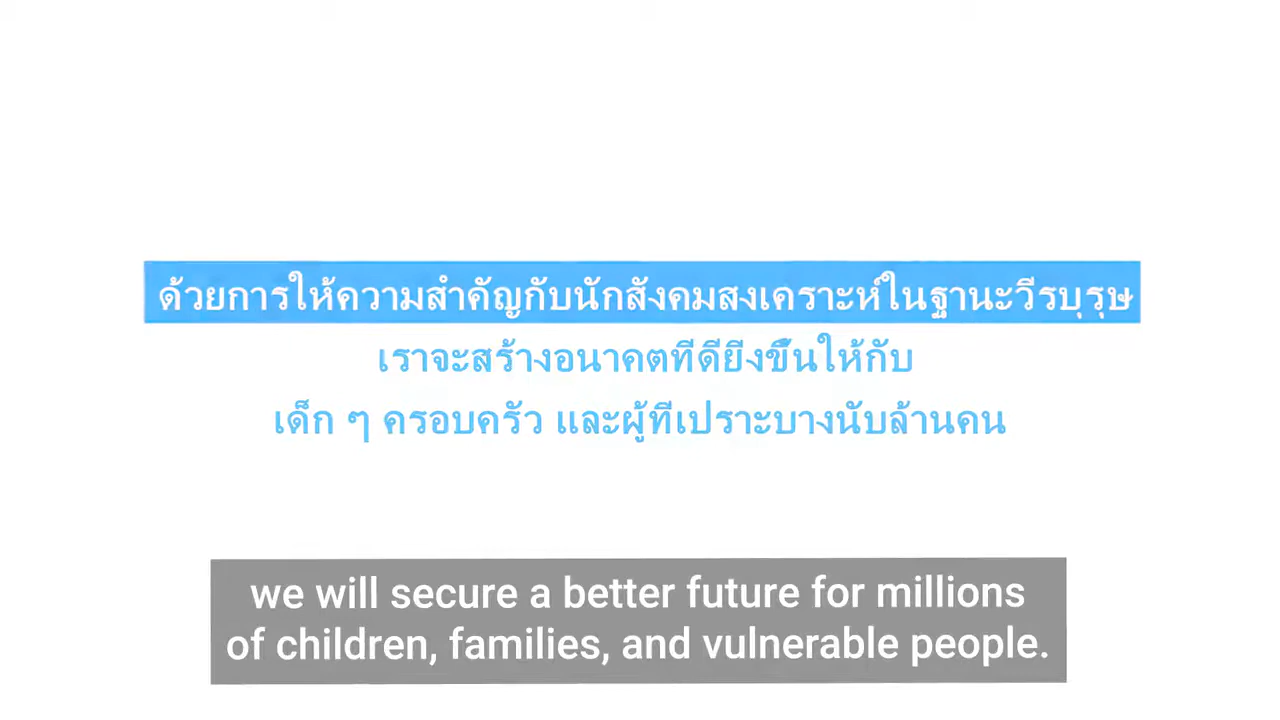 ด้วยการให้ความสำคัญกับนักสังคมสงเคราะห์ในฐานะวีรบุรุษ
เราจะสร้างอนาคตที่ดียิ่งขึ้นให้กับ
เด็ก ๆ ครอบครัว และผู้ที่เปราะบางนับล้านคน
we will secure a better future for millions
of children, families, and vulnerable people.